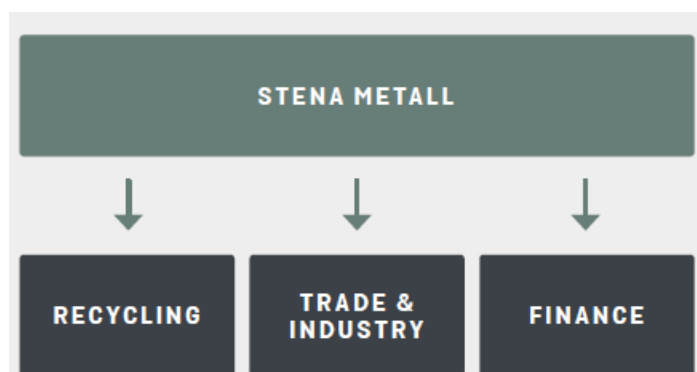 STENA METALL
RECYCLING
TRADE &
INDUSTRY
FINANCE